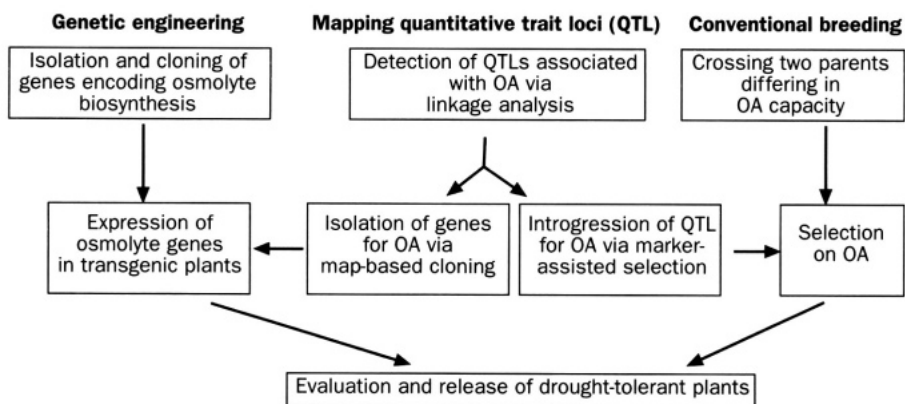 Genetic engineering
Mapping quantitative trait loci (QTL)
Conventional breeding
Isolation and cloning of
genes encoding osmolyte
biosynthesis
Detection of QTLs associated
with OA via
linkage analysis
Crossing two parents
differing in
OA capacity
Expression of
osmolyte genes
in transgenic plants
Isolation of genes
for OA via
map-based cloning
Introgression of QTL
for OA via marker-
assisted selection
Selection
on OA
Evaluation and release of drought-tolerant plants